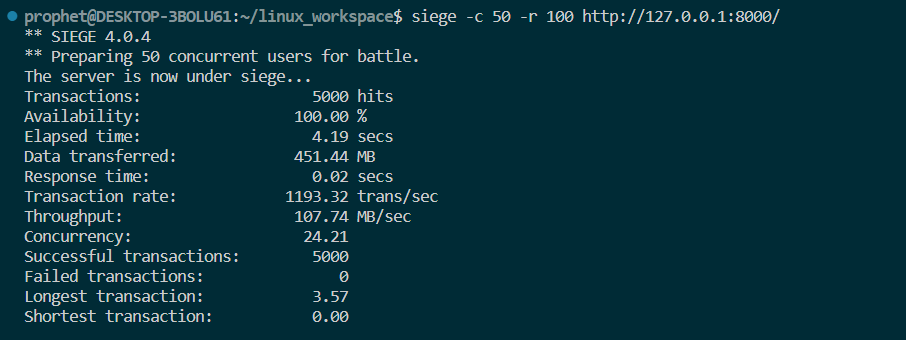 prophet@DESKTOP-3BOLU61:~/linux_workspace$ siege -c 50 -r 100 http://127.0.0.1:8000/
** SIEGE 4.0.4
** Preparing 50 concurrent users for battle.
The server is now under siege...
Transactions: 5000 hits
Availability: 100.00 %
Elapsed time: 4.19 secs
Data transferred: 451.44 MB
Response time: 0.02 secs
Transaction rate: 1193.32 trans/sec
Throughput: 107.74 MB/sec
Concurrency: 24.21
Successful transactions: 5000
Failed transactions: 0
Longest transaction: 3.57
Shortest transaction: 0.00